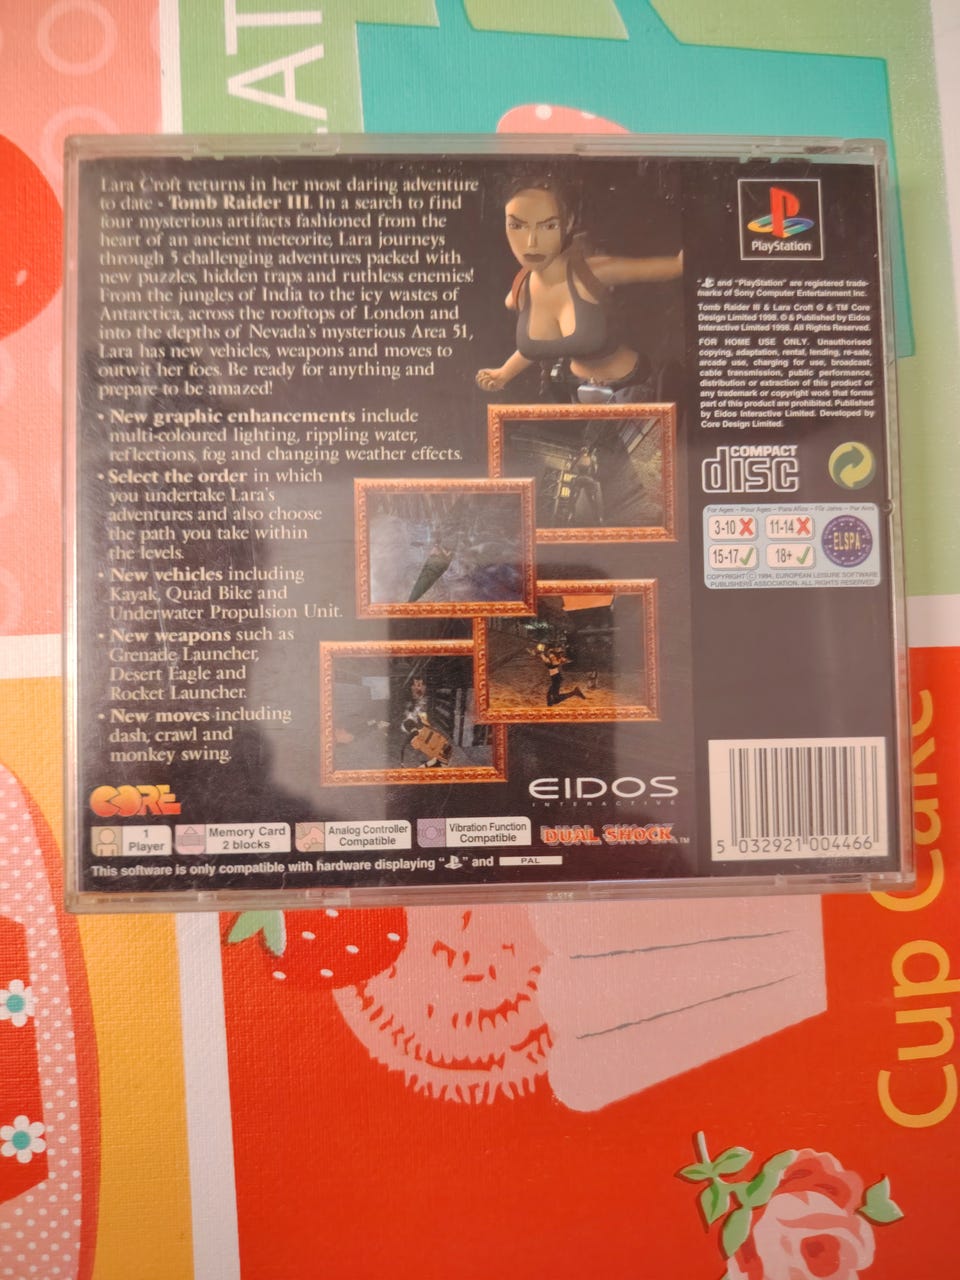 LAT
Lara Croft returns in her most daring adventure
to date - Tomb Raider III. In a search to find
four mysterious artifacts fashioned from the
heart of an ancient meteorite, Lara journeys
through 5 challenging adventures packed with
new puzzles, hidden traps and ruthless enemies!
From the jungles of India to the icy wastes of
Antarctica, across the rooftops of London and
into the depths of Nevada's mysterious Area 51,
Lara has new vehicles, weapons and moves to
outwit her foes. Be ready for anything and
prepare to be amazed!
• New graphic enhancements include
multi-coloured lighting, rippling water,
reflections, fog and changing weather effects.
• Select the order in which
you undertake Lara's
adventures and also choose
the path you take within
the levels.
• New vehicles including
Kayak, Quad Bike and
Underwater Propulsion Unit.
• New weapons such as
Grenade Launcher,
Desert Eagle and
Rocket Launcher.
• New moves including
dash, crawl and
monkey swing.
CORE
EIDOS
INTERACTIVE
1
Player
Memory Card
2 blocks
Analog Controller
Compatible
Vibration Function
Compatible
DUAL SHOCK™
This software is only compatible with hardware displaying " " and PAL
PlayStation
" " and "PlayStation" are registered trade-
marks of Sony Computer Entertainment Inc.
Tomb Raider III & Lara Croft © & TM Core
Design Limited 1998. © & Published by Eidos
Interactive Limited 1998. All Rights Reserved.
FOR HOME USE ONLY. Unauthorised
copying, adaptation, rental, lending, re-sale,
arcade use, charging for use, broadcast,
cable transmission, public performance,
distribution or extraction of this product or
any trademark or copyright work that forms
part of this product are prohibited. Published
by Eidos Interactive Limited. Developed by
Core Design Limited.
COMPACT
disc
For Ages - Pour Ages - Para Años - Für Jahre - Per Anni
3-10 11-14
15-17 18+
ELSPA
COPYRIGHT © 1994, EUROPEAN LEISURE SOFTWARE
PUBLISHERS ASSOCIATION. ALL RIGHTS RESERVED
5 032921 004466
Cup Cake